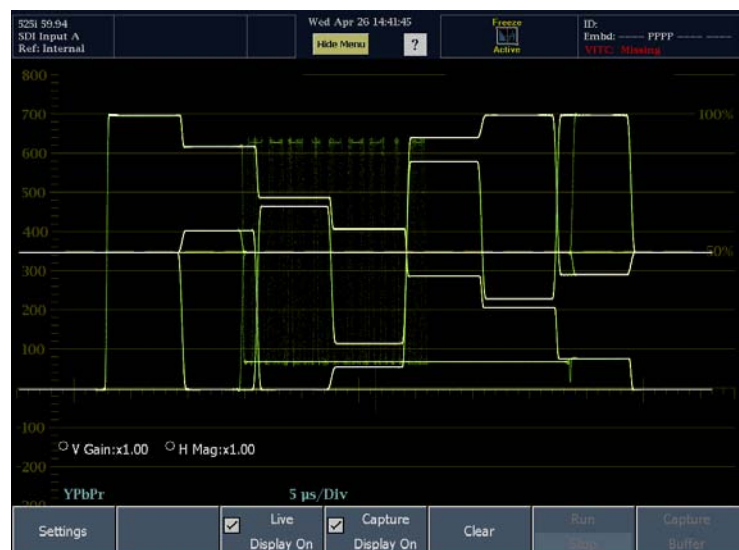 525i 59.94
SDI Input A
Ref: Internal
Wed Apr 26 14:41:45
Hide Menu
?
Freeze
Active
ID:
Embd: ---- PPPP ---- ----
VITC: Missing
800
700
100%
600
500
400
50%
300
200
100
-100
V Gain:x1.00
H Mag:x1.00
-200
YPbPr
5 µs/Div
-300
Settings
Live
Display On
Capture
Display On
Clear
Run
Stop
Capture
Buffer